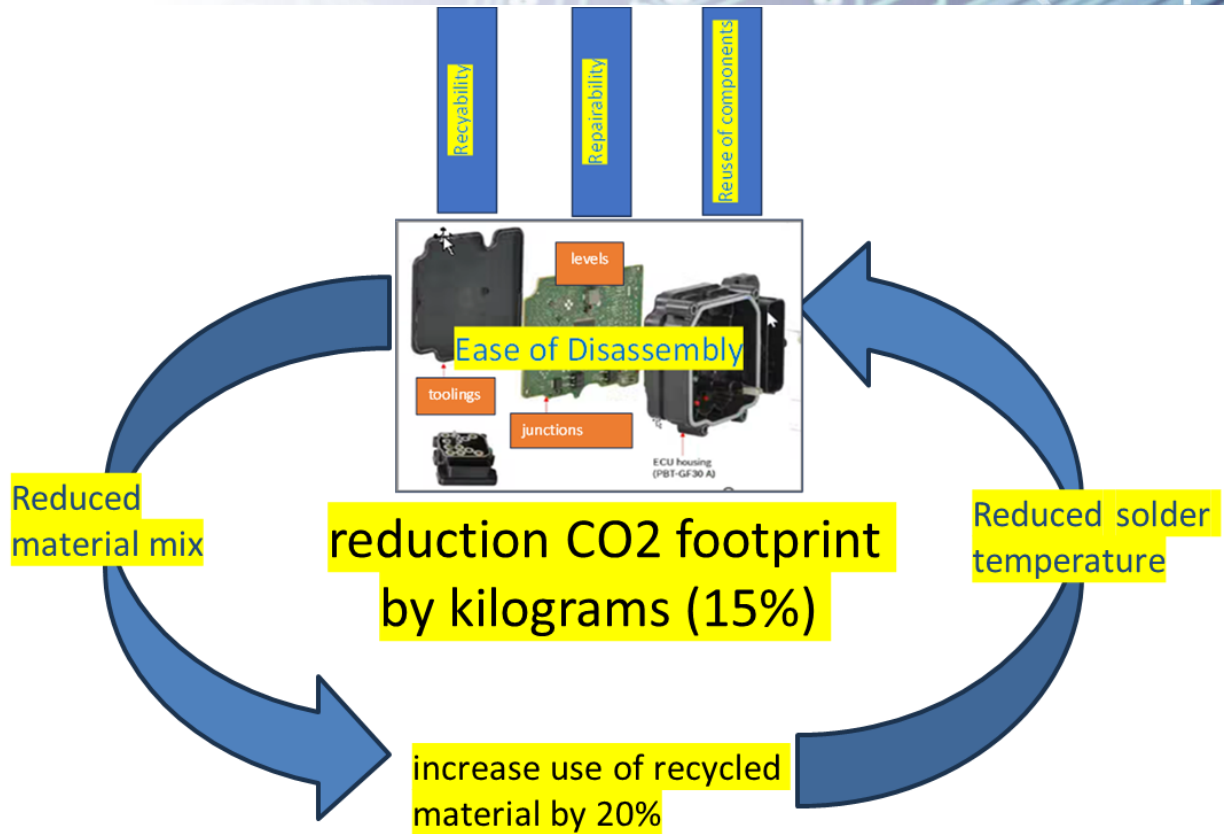 Recyability
Repairability
Reuse of components
levels
Ease of Disassembly
toolings
junctions
ECU housing
(PBT-GF30 A)
Reduced
material mix
reduction CO2 footprint
by kilograms (15%)
Reduced solder
temperature
increase use of recycled
material by 20%